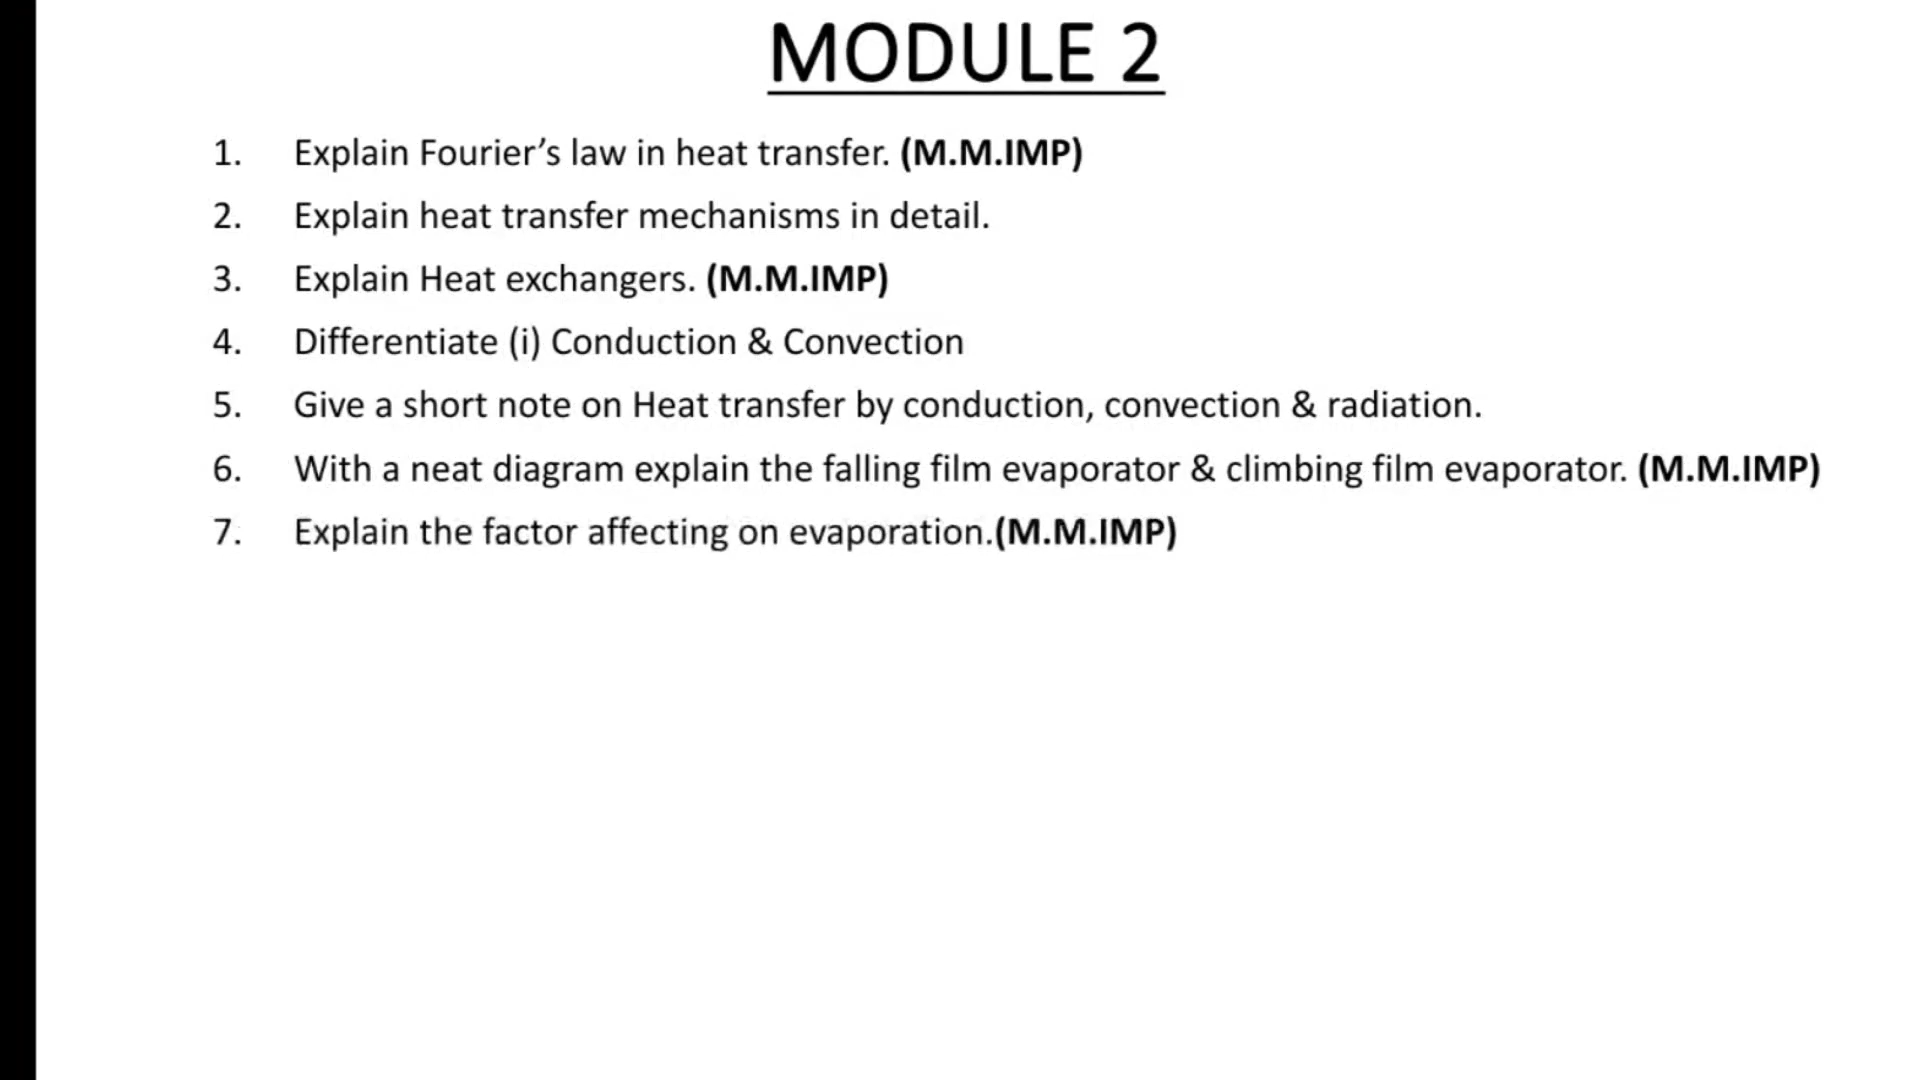 MODULE 2
1. Explain Fourier’s law in heat transfer. (M.M.IMP)
2. Explain heat transfer mechanisms in detail.
3. Explain Heat exchangers. (M.M.IMP)
4. Differentiate (i) Conduction & Convection
5. Give a short note on Heat transfer by conduction, convection & radiation.
6. With a neat diagram explain the falling film evaporator & climbing film evaporator. (M.M.IMP)
7. Explain the factor affecting on evaporation.(M.M.IMP)